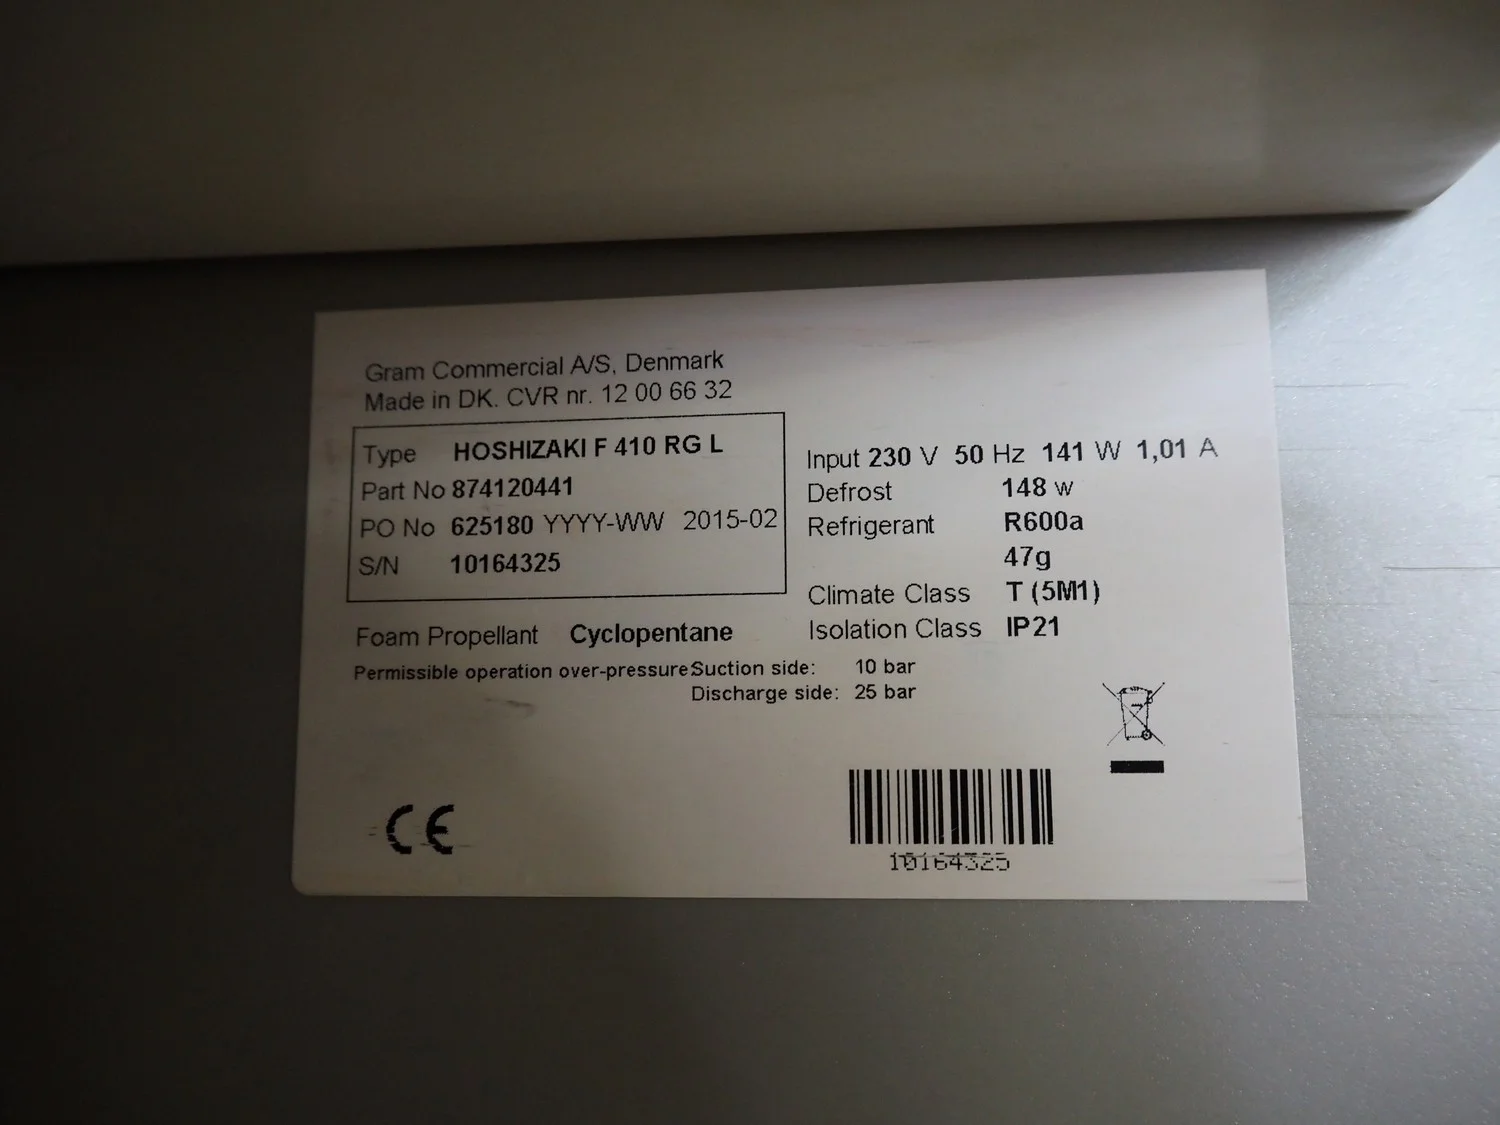 Gram Commercial A/S, Denmark
Made in DK. CVR nr. 12 00 66 32
Type HOSHIZAKI F 410 RG L
Part No 874120441
PO No 625180 YYYY-WW 2015-02
S/N 10164325
Input 230 V 50 Hz 141 W 1,01 A
Defrost 148 w
Refrigerant R600a
47g
Climate Class T (5M1)
Isolation Class IP21
Foam Propellant Cyclopentane
Permissible operation over-pressure Suction side: 10 bar
Discharge side: 25 bar
CE
10164325